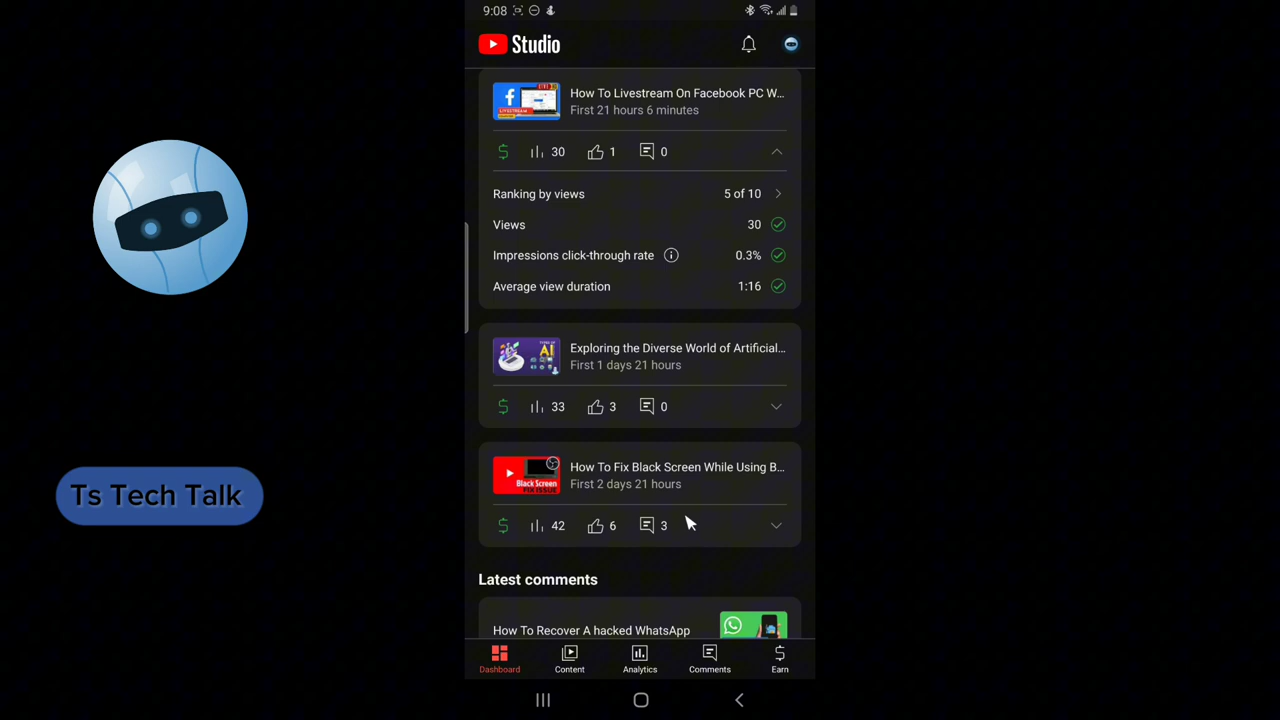 9:08
Studio
How To Livestream On Facebook PC W...
First 21 hours 6 minutes
30 1 0
Ranking by views 5 of 10
Views 30
Impressions click-through rate 0.3%
Average view duration 1:16
Exploring the Diverse World of Artificial...
First 1 days 21 hours
33 3 0
Ts Tech Talk
Black Screen
FIX ISSUE
How To Fix Black Screen While Using B...
First 2 days 21 hours
42 6 3
Latest comments
How To Recover A hacked WhatsApp
Dashboard Content Analytics Comments Earn